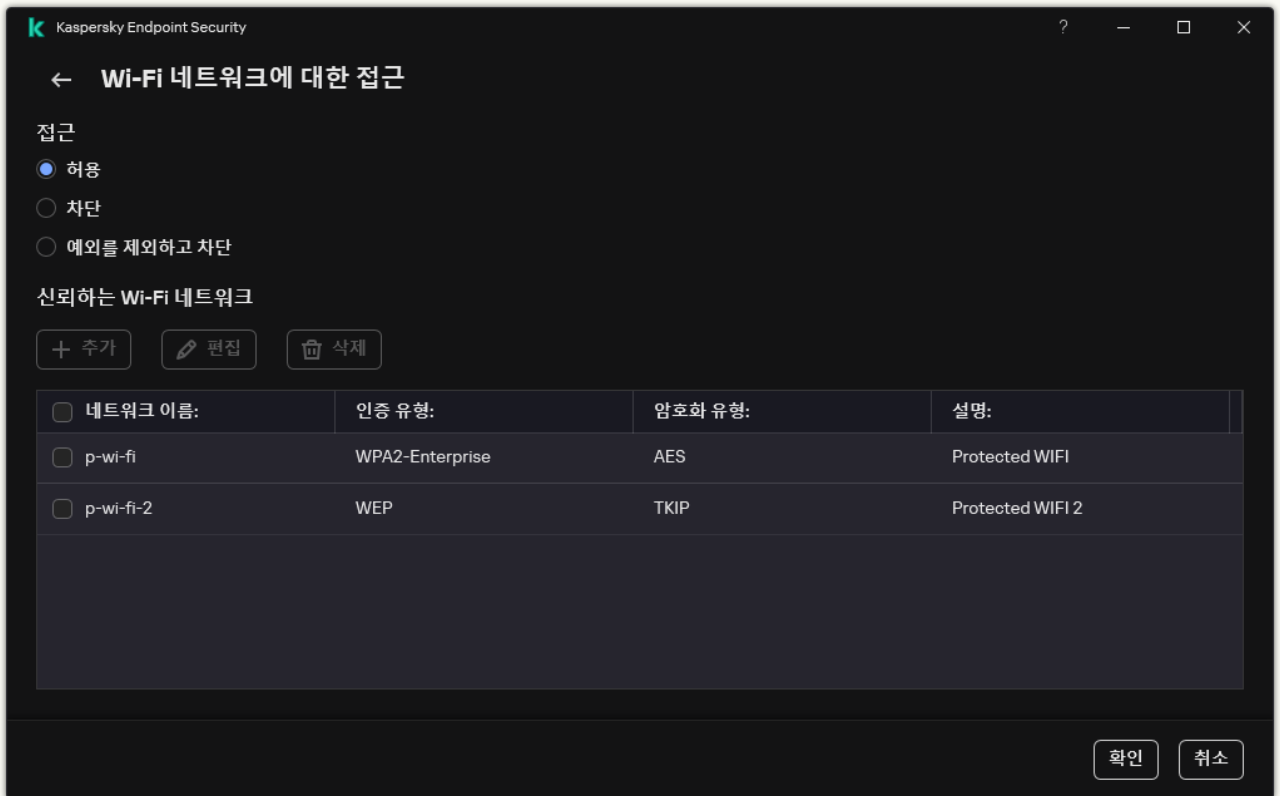 Kaspersky Endpoint Security ?
Wi-Fi 네트워크에 대한 접근
접근
허용
차단
예외를 제외하고 차단
신뢰하는 Wi-Fi 네트워크
추가 편집 삭제
네트워크 이름: 인증 유형: 암호화 유형: 설명:
p-wi-fi WPA2-Enterprise AES Protected WIFI
p-wi-fi-2 WEP TKIP Protected WIFI 2
확인 취소